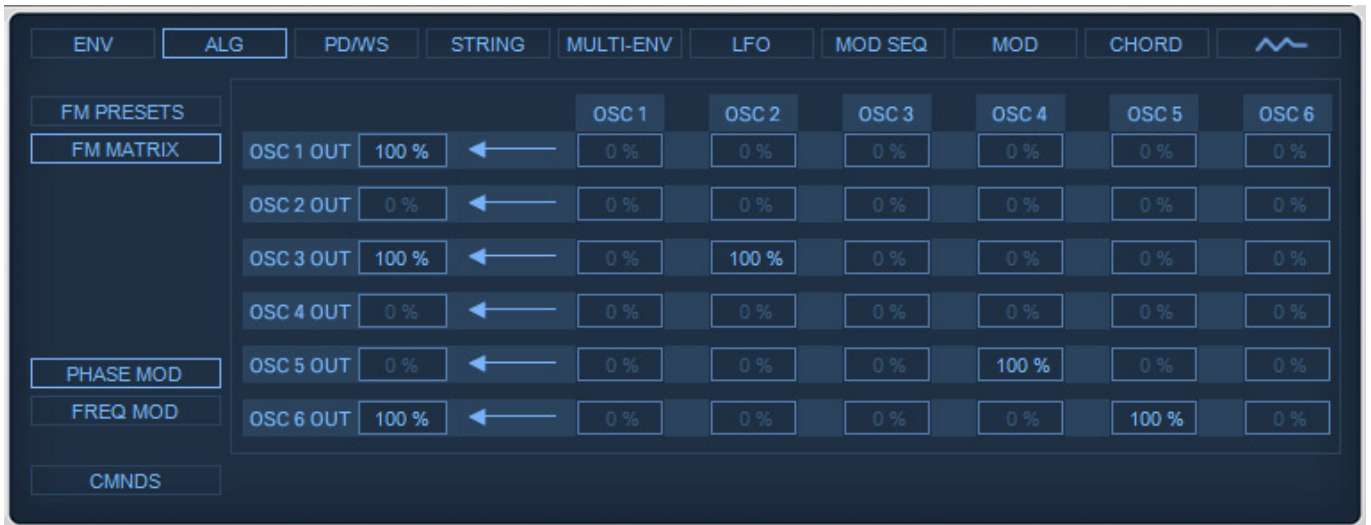 ENV ALG PD/WS STRING MULTI-ENV LFO MOD SEQ MOD CHORD
FM PRESETS OSC 1 OSC 2 OSC 3 OSC 4 OSC 5 OSC 6
FM MATRIX OSC 1 OUT 100 % 0 % 0 % 0 % 0 % 0 % 0 %
OSC 2 OUT 0 % 0 % 0 % 0 % 0 % 0 % 0 %
OSC 3 OUT 100 % 0 % 100 % 0 % 0 % 0 % 0 %
OSC 4 OUT 0 % 0 % 0 % 0 % 0 % 0 % 0 %
PHASE MOD OSC 5 OUT 0 % 0 % 0 % 0 % 100 % 0 % 0 %
FREQ MOD OSC 6 OUT 100 % 0 % 0 % 0 % 0 % 100 % 0 %
CMNDS